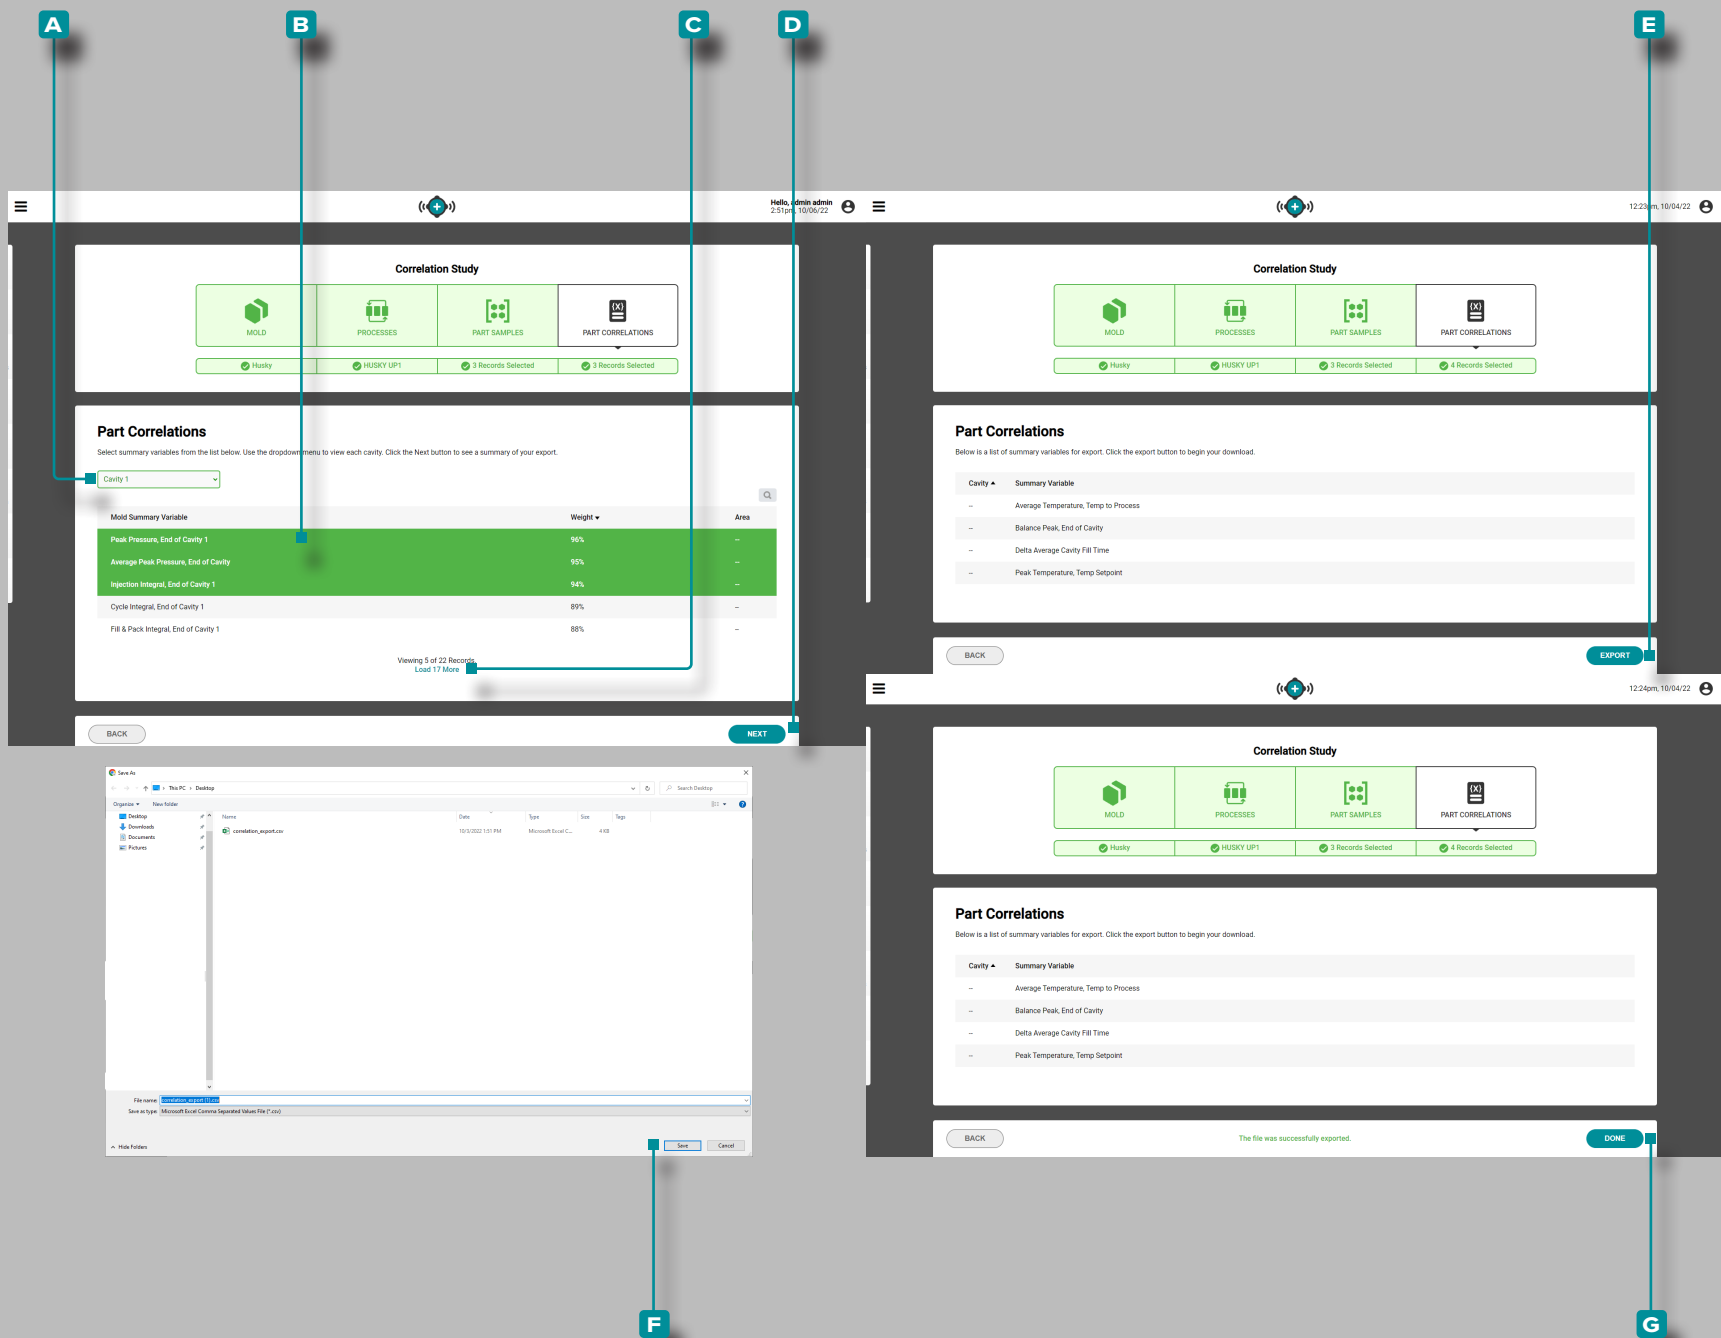 A
B
C
D
E
Hello, admin admin
2:51pm, 10/06/22
Correlation Study
MOLD
PROCESSES
PART SAMPLES
PART CORRELATIONS
Husky
HUSKY UP1
3 Records Selected
3 Records Selected
Part Correlations
Select summary variables from the list below. Use the dropdown menu to view each cavity. Click the Next button to see a summary of your export.
Cavity 1
Mold Summary Variable Weight Area
Peak Pressure, End of Cavity 1 96% --
Average Peak Pressure, End of Cavity 95% --
Injection Integral, End of Cavity 1 94% --
Cycle Integral, End of Cavity 1 89% --
Fill & Pack Integral, End of Cavity 1 88% --
Viewing 5 of 22 Records.
Load 17 More
BACK
NEXT
12:23pm, 10/04/22
Correlation Study
MOLD
PROCESSES
PART SAMPLES
PART CORRELATIONS
Husky
HUSKY UP1
3 Records Selected
4 Records Selected
Part Correlations
Below is a list of summary variables for export. Click the export button to begin your download.
Cavity Summary Variable
-- Average Temperature, Temp to Process
-- Balance Peak, End of Cavity
-- Delta Average Cavity Fill Time
-- Peak Temperature, Temp Setpoint
BACK
EXPORT
Save As
This PC › Desktop
Search Desktop
Organize
New folder
Desktop
Downloads
Documents
Pictures
Name Date Type Size Tags
correlation_export.csv 10/3/2022 1:51 PM Microsoft Excel C... 4 KB
File name: correlation_export (1).csv
Save as type: Microsoft Excel Comma Separated Values File (*.csv)
Hide Folders
Save
Cancel
12:24pm, 10/04/22
Correlation Study
MOLD
PROCESSES
PART SAMPLES
PART CORRELATIONS
Husky
HUSKY UP1
3 Records Selected
4 Records Selected
Part Correlations
Below is a list of summary variables for export. Click the export button to begin your download.
Cavity Summary Variable
-- Average Temperature, Temp to Process
-- Balance Peak, End of Cavity
-- Delta Average Cavity Fill Time
-- Peak Temperature, Temp Setpoint
BACK
The file was successfully exported.
DONE
F
G